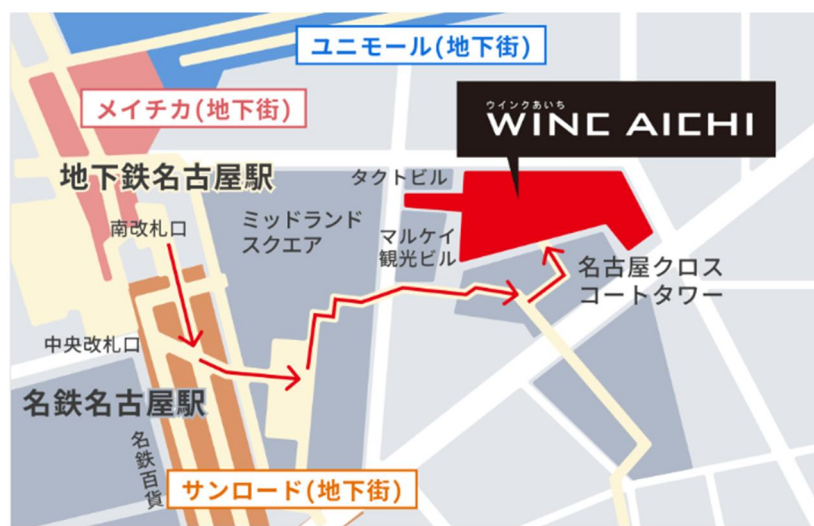 ユニモール(地下街)
メイチカ(地下街)
ウインクあいち
WINC AICHI
地下鉄名古屋駅
タクトビル
南改札口
ミッドランド
スクエア
マルケイ
観光ビル
名古屋クロス
コートタワー
中央改札口
名鉄名古屋駅
名鉄百貨
サンロード(地下街)